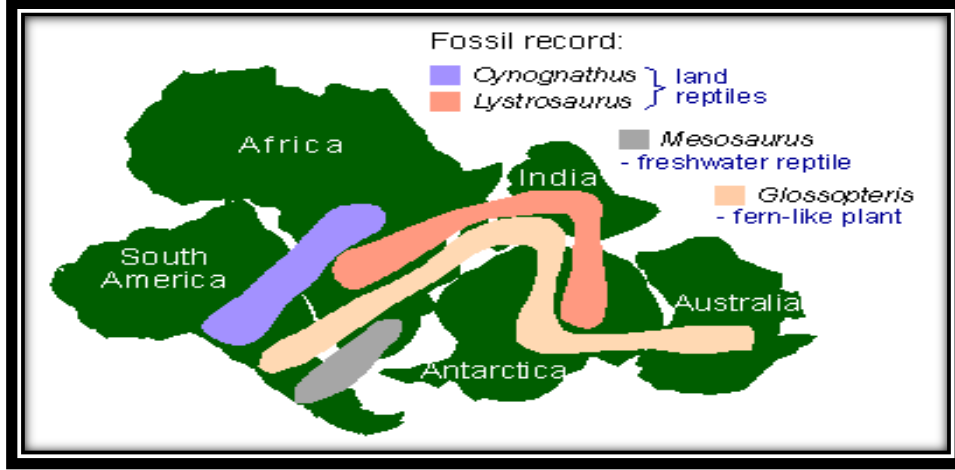 Fossil record:
Cynognathus
Lystrosaurus
land
reptiles
Mesosaurus
- freshwater reptile
Glossopteris
- fern-like plant
Africa
India
South
America
Australia
Antarctica